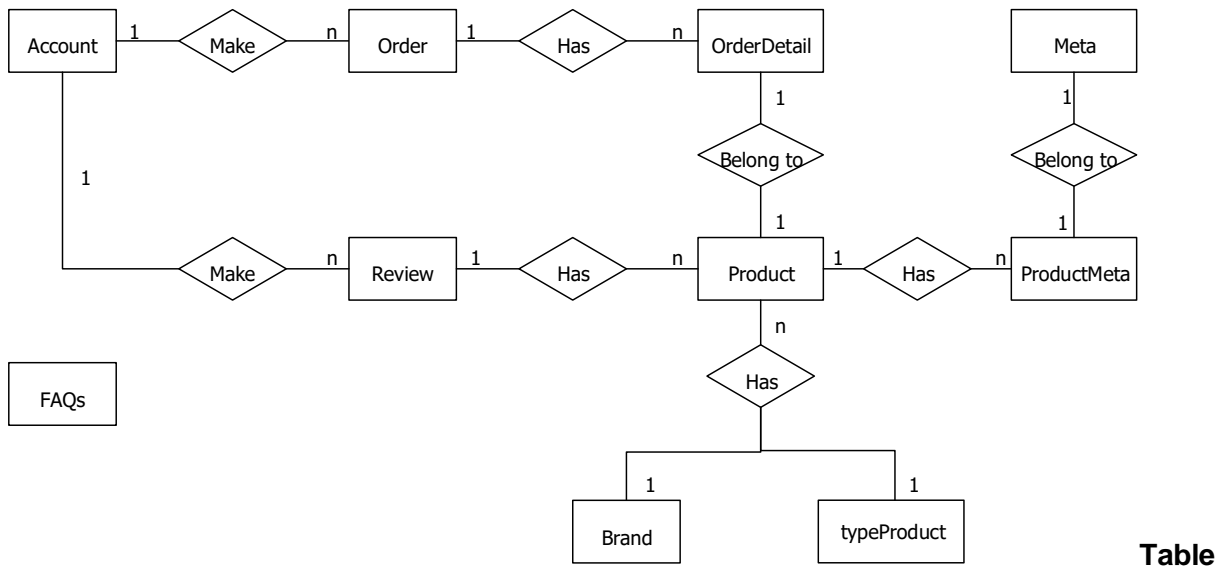 Account 1 Make n Order 1 Has n OrderDetail Meta
1 1
Belong to Belong to
1
1 1
Make n Review 1 Has n Product 1 Has n ProductMeta
n
FAQs Has
1 1
Brand typeProduct
Table